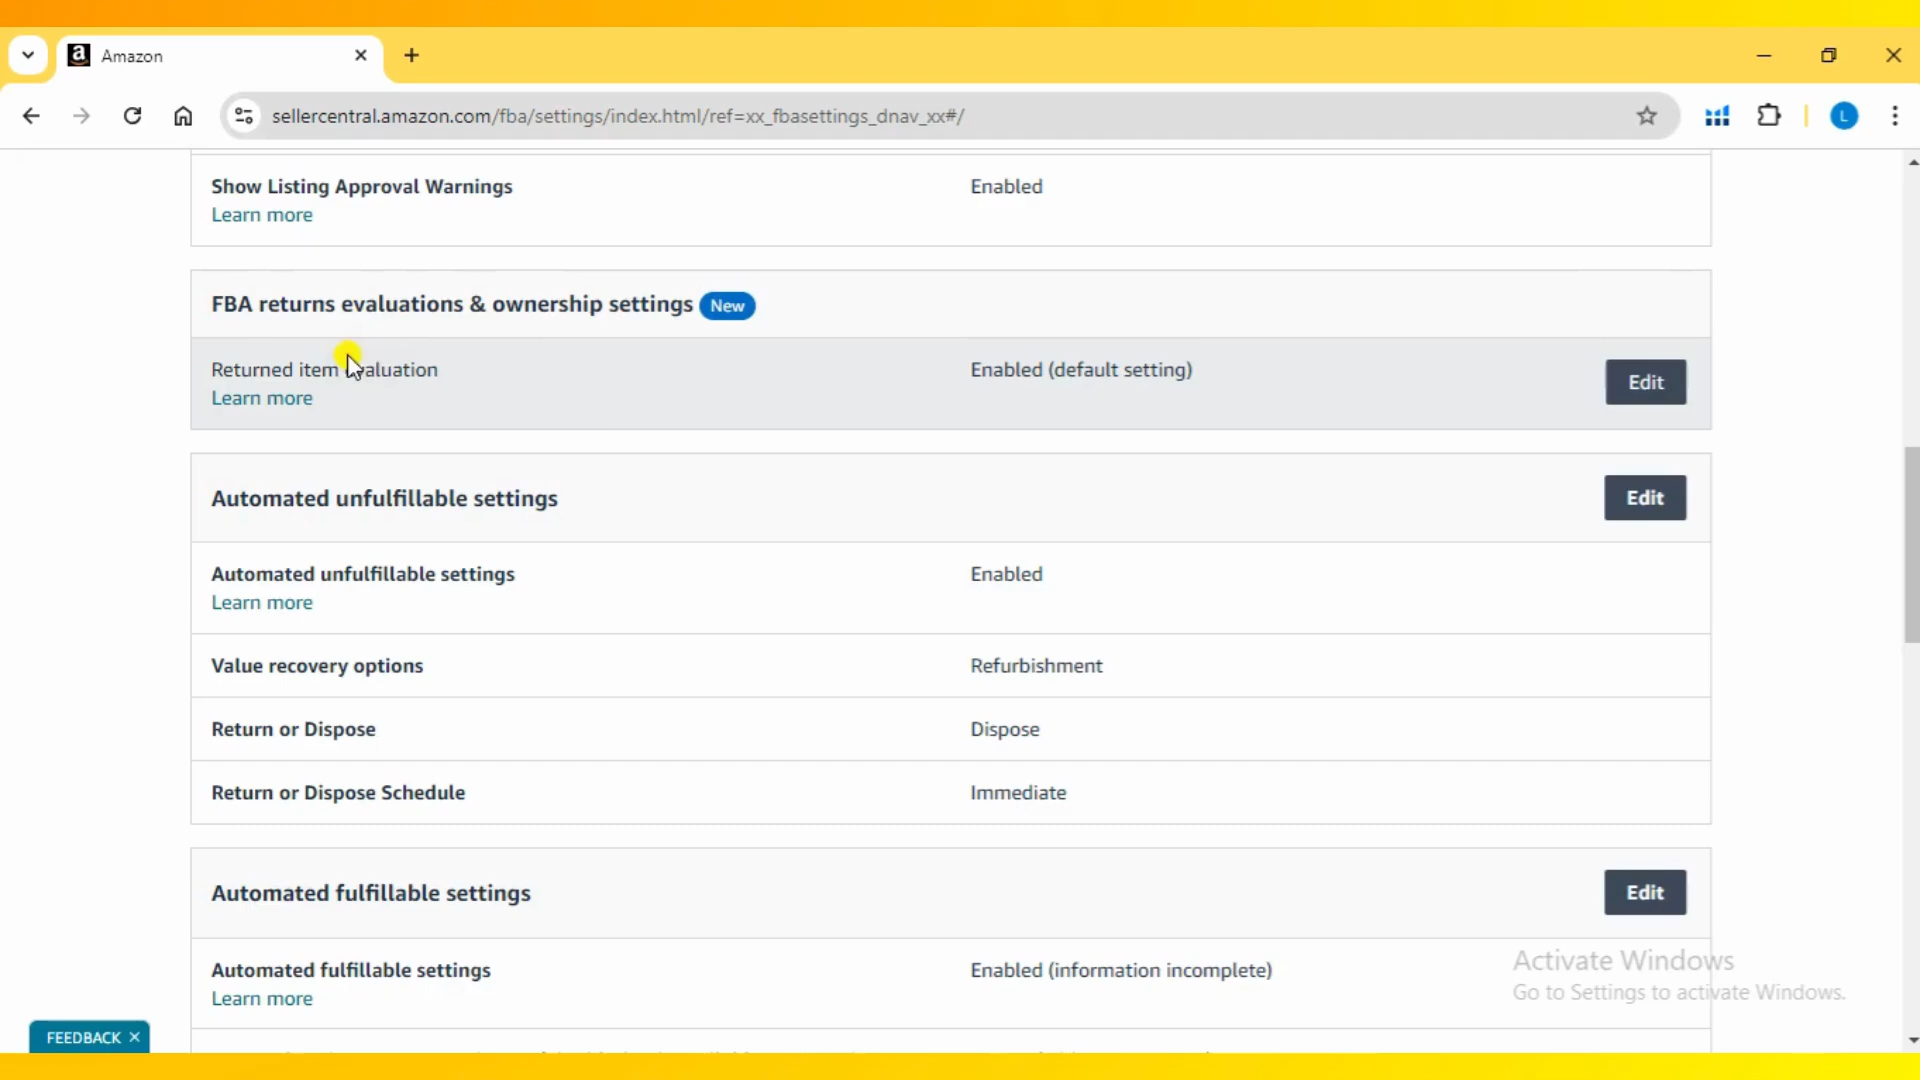 Amazon
sellercentral.amazon.com/fba/settings/index.html/ref=xx_fbasettings_dnav_xx#/
L
Show Listing Approval Warnings Enabled
Learn more
FBA returns evaluations & ownership settings New
Returned item evaluation Enabled (default setting) Edit
Learn more
Automated unfulfillable settings Edit
Automated unfulfillable settings Enabled
Learn more
Value recovery options Refurbishment
Return or Dispose Dispose
Return or Dispose Schedule Immediate
Automated fulfillable settings Edit
Automated fulfillable settings Enabled (information incomplete)
Learn more
Activate Windows
Go to Settings to activate Windows.
FEEDBACK